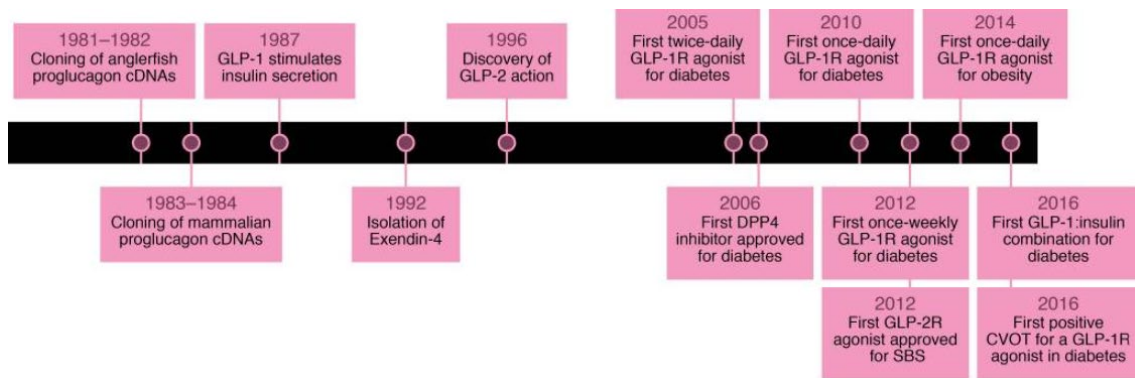 1981–1982
Cloning of anglerfish
proglucagon cDNAs
1983–1984
Cloning of mammalian
proglucagon cDNAs
1987
GLP-1 stimulates
insulin secretion
1992
Isolation of
Exendin-4
1996
Discovery of
GLP-2 action
2005
First twice-daily
GLP-1R agonist
for diabetes
2006
First DPP4
inhibitor approved
for diabetes
2010
First once-daily
GLP-1R agonist
for diabetes
2012
First once-weekly
GLP-1R agonist
for diabetes
2012
First GLP-2R
agonist approved
for SBS
2014
First once-daily
GLP-1R agonist
for obesity
2016
First GLP-1:insulin
combination for
diabetes
2016
First positive
CVOT for a GLP-1R
agonist in diabetes